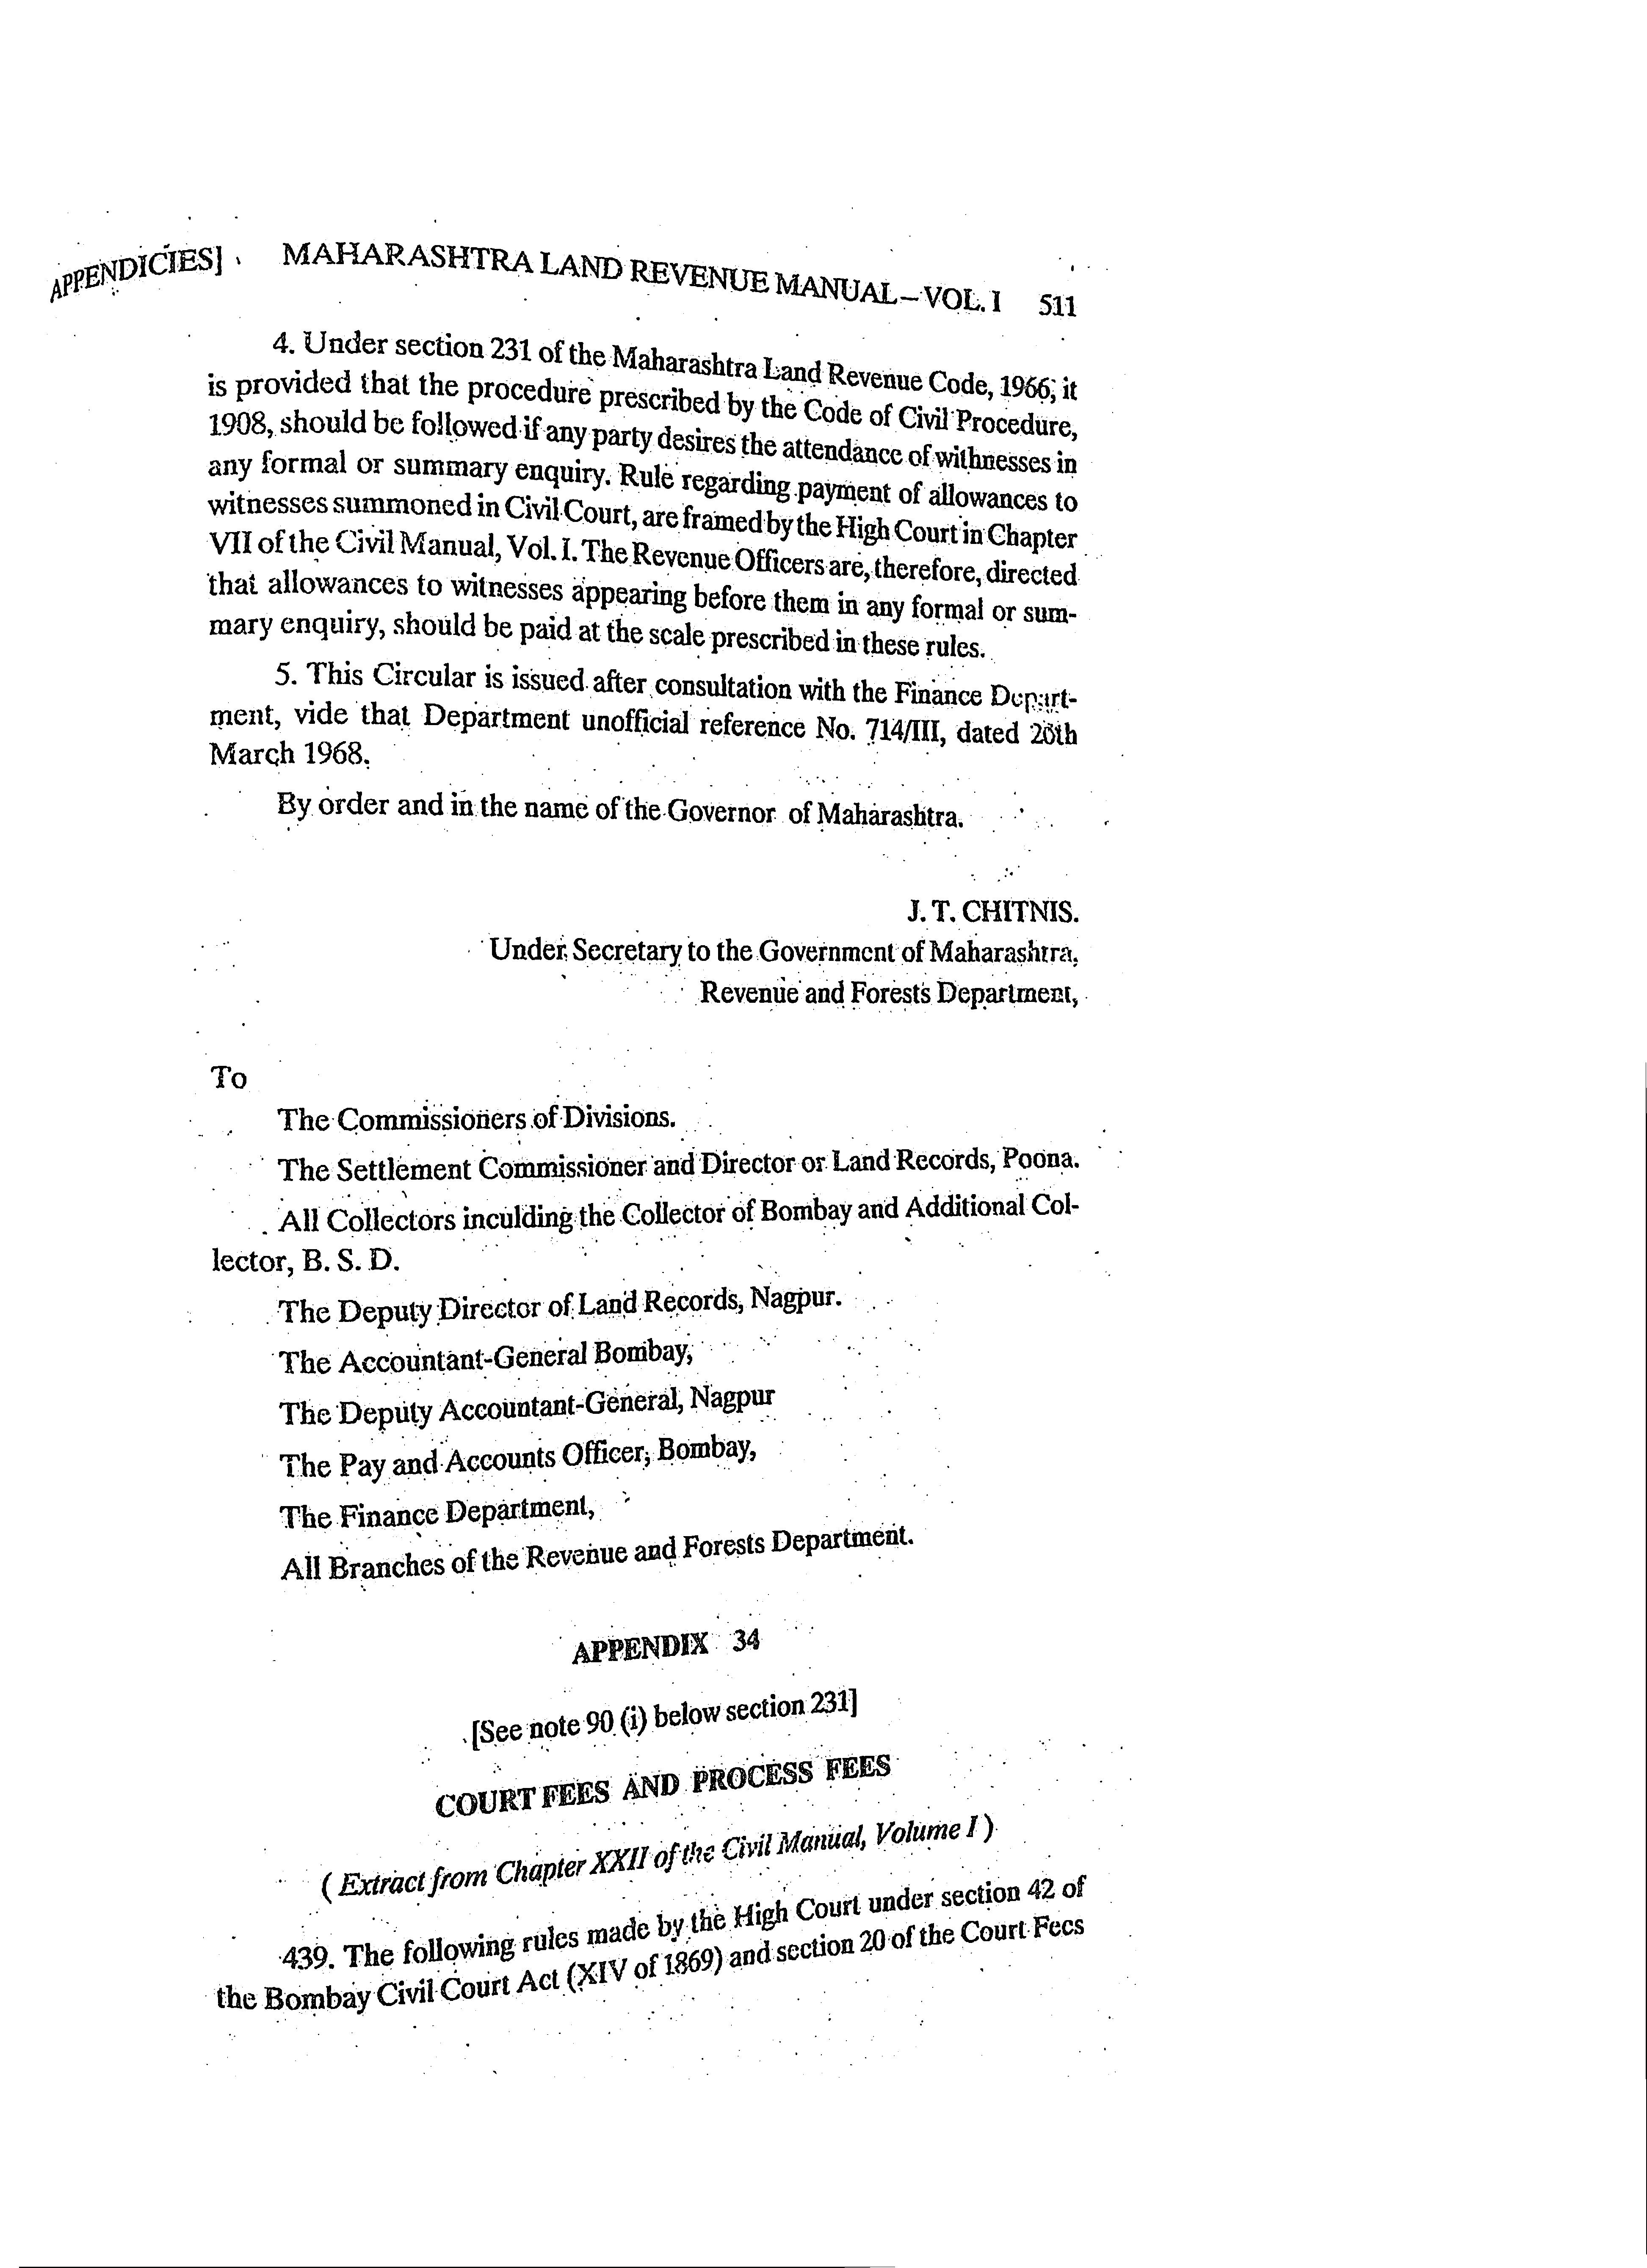 APPENDICIES] MAHARASHTRA LAND REVENUE MANUAL – VOL. I 511
4. Under section 231 of the Maharashtra Land Revenue Code, 1966, it
is provided that the procedure prescribed by the Code of Civil Procedure,
1908, should be followed if any party desires the attendance of withnesses in
any formal or summary enquiry. Rule regarding payment of allowances to
witnesses summoned in Civil Court, are framed by the High Court in Chapter
VII of the Civil Manual, Vol. I. The Revenue Officers are, therefore, directed
that allowances to witnesses appearing before them in any formal or sum-
mary enquiry, should be paid at the scale prescribed in these rules.
5. This Circular is issued after consultation with the Finance Depart-
ment, vide that Department unofficial reference No. 714/III, dated
March 1968.
By order and in the name of the Governor of Maharashtra.
J. T. CHITNIS.
Under Secretary to the Government of Maharashtra,
Revenue and Forests Department,
To
The Commissioners of Divisions.
The Settlement Commissioner and Director or Land Records, Poona.
All Collectors inculding the Collector of Bombay and Additional Col-
lector, B. S. D.
The Deputy Director of Land Records, Nagpur.
The Accountant-General Bombay,
The Deputy Accountant-General, Nagpur
The Pay and Accounts Officer, Bombay,
The Finance Department,
All Branches of the Revenue and Forests Department.
APPENDIX 34
[See note 90 (i) below section 231]
COURT FEES AND PROCESS FEES
( Extract from Chapter XXII of the Civil Manual, Volume I )
439. The following rules made by the High Court under section 42 of
the Bombay Civil Court Act (XIV of 1869) and section 20 of the Court Fees